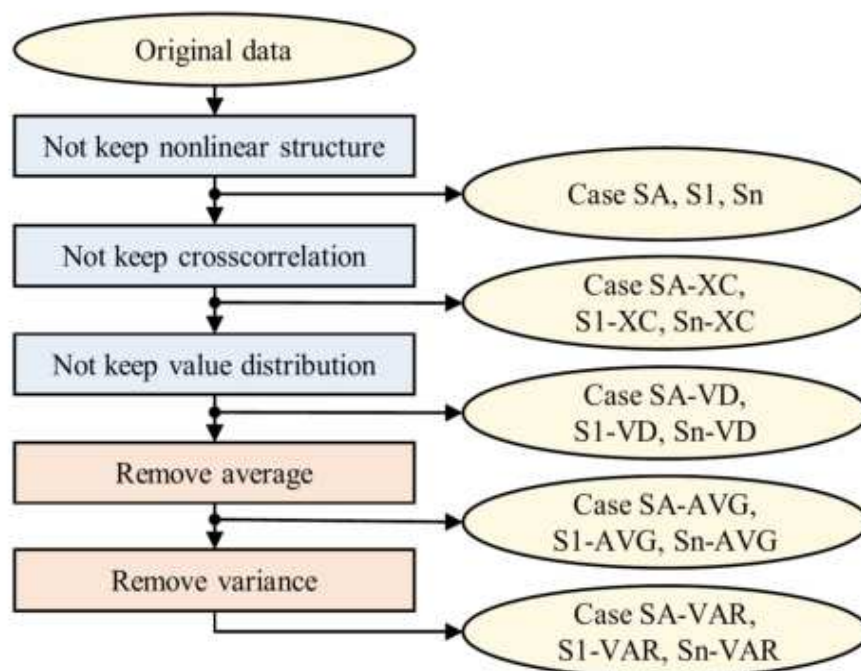 Original data
Not keep nonlinear structure
Case SA, S1, Sn
Not keep crosscorrelation
Case SA-XC,
S1-XC, Sn-XC
Not keep value distribution
Case SA-VD,
S1-VD, Sn-VD
Remove average
Case SA-AVG,
S1-AVG, Sn-AVG
Remove variance
Case SA-VAR,
S1-VAR, Sn-VAR